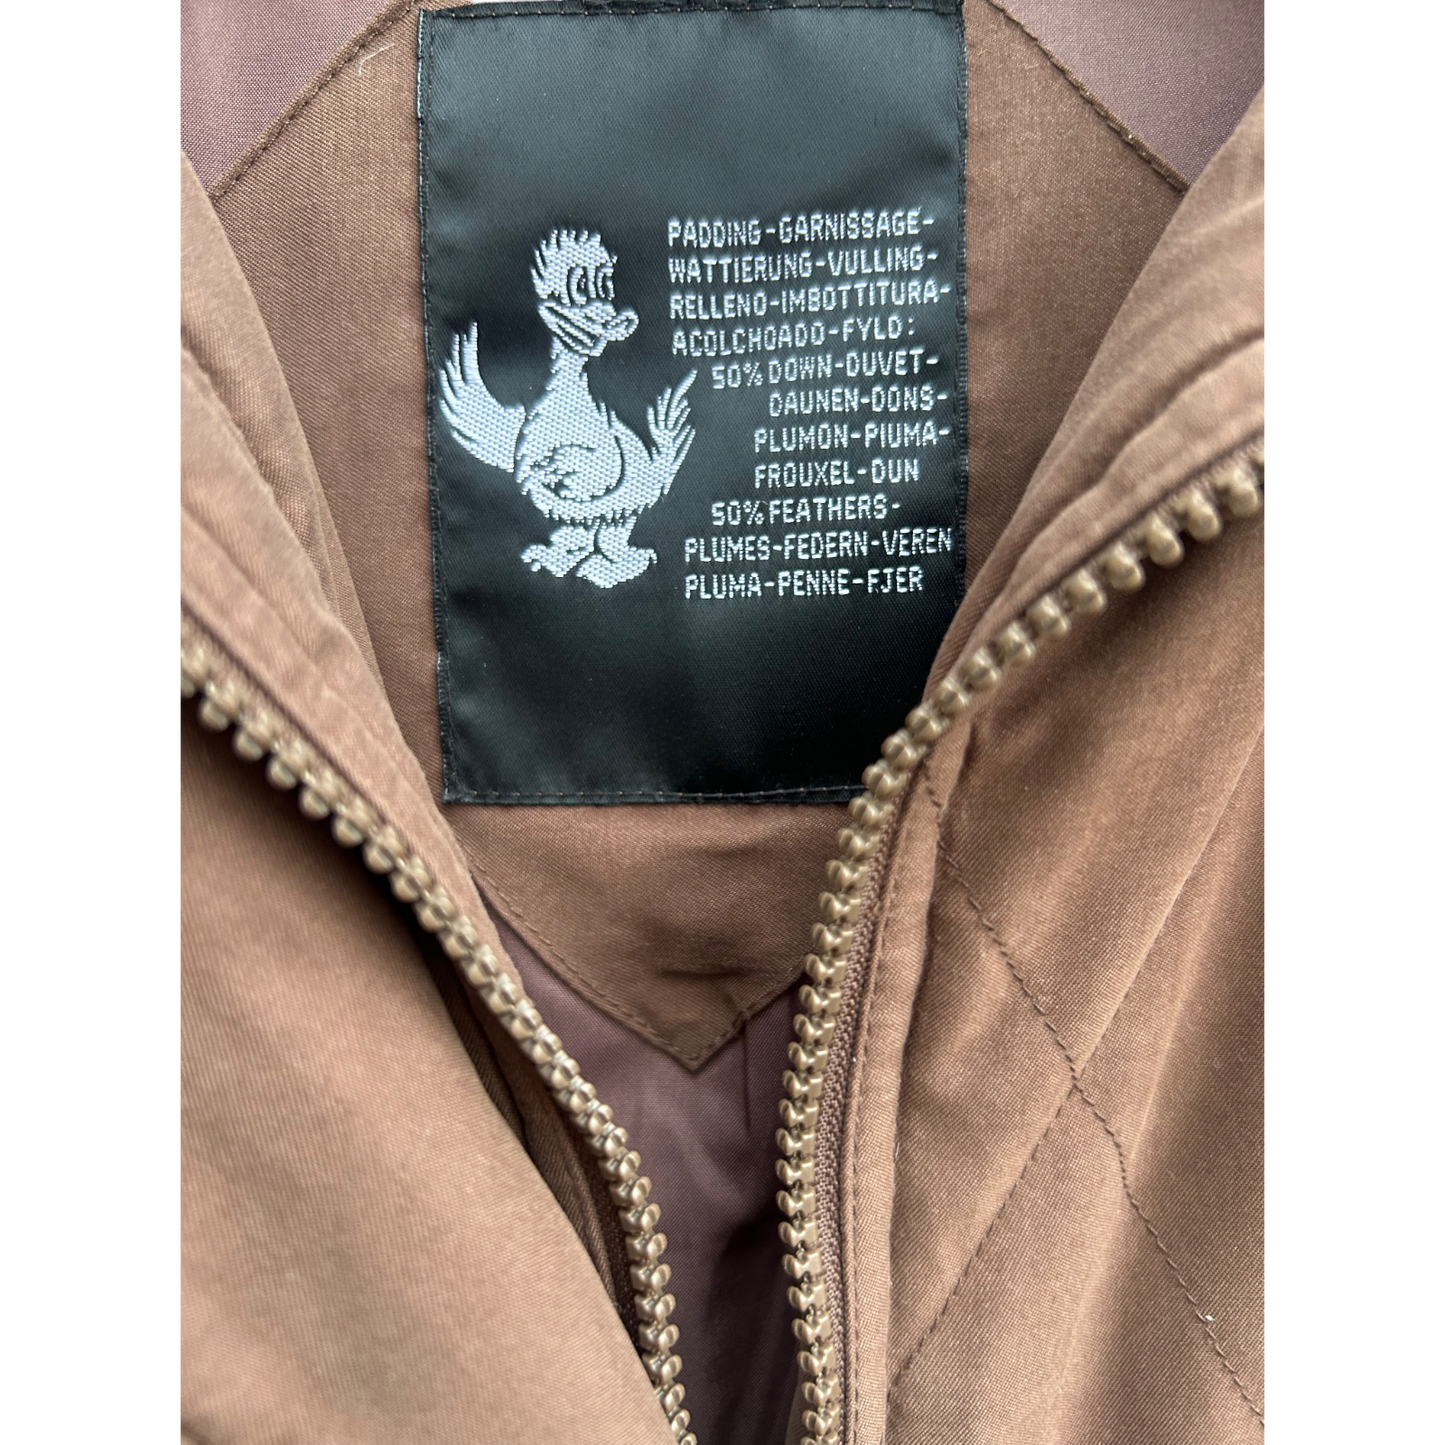 PADDING-GARNISSAGE-
WATTIERUNG-VULLING-
RELLENO-IMBOTTITURA-
ACOLCHOADO-FYLD:
50% DOWN-DUVET-
DAUNEN-DONS-
PLUMON-PIUMA-
FROUXEL-DUN
50% FEATHERS-
PLUMES-FEDERN-VEREN
PLUMA-PENNE-FJER